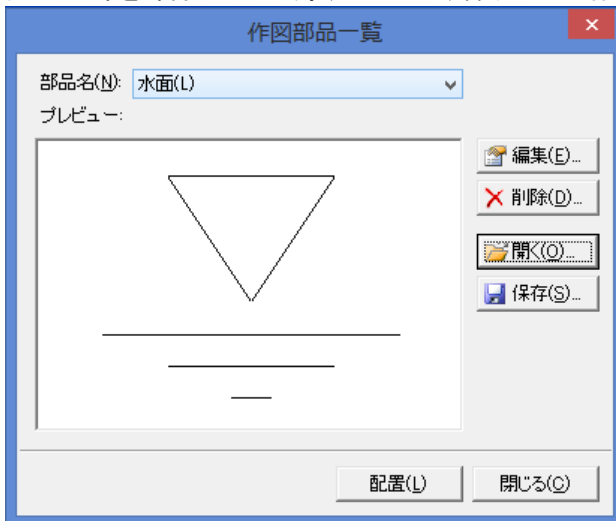 作図部品一覧
部品名(N): 水面(L)
プレビュー:
編集(E)...
削除(D)...
開く(O)...
保存(S)...
配置(L)
閉じる(C)